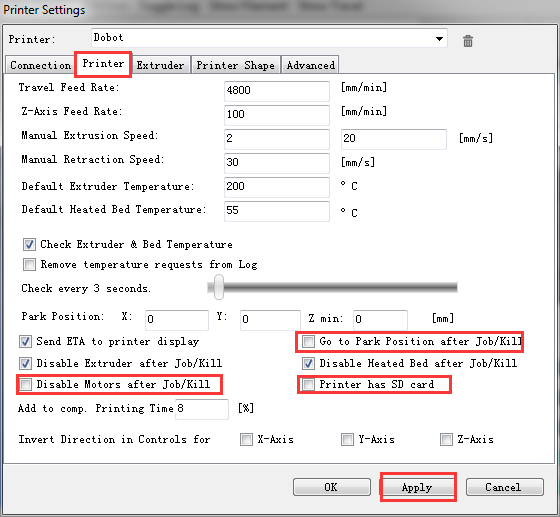 Printer Settings
Printer: Dobot
Connection Printer Extruder Printer Shape Advanced
Travel Feed Rate: 4800 [mm/min]
Z-Axis Feed Rate: 100 [mm/min]
Manual Extrusion Speed: 2 20 [mm/s]
Manual Retraction Speed: 30 [mm/s]
Default Extruder Temperature: 200 ° C
Default Heated Bed Temperature: 55 ° C
Check Extruder & Bed Temperature
Remove temperature requests from Log
Check every 3 seconds.
Park Position: X: 0 Y: 0 Z min: 0 [mm]
Send ETA to printer display Go to Park Position after Job/Kill
Disable Extruder after Job/Kill Disable Heated Bed after Job/Kill
Disable Motors after Job/Kill Printer has SD card
Add to comp. Printing Time 8 [%]
Invert Direction in Controls for X-Axis Y-Axis Z-Axis
OK Apply Cancel